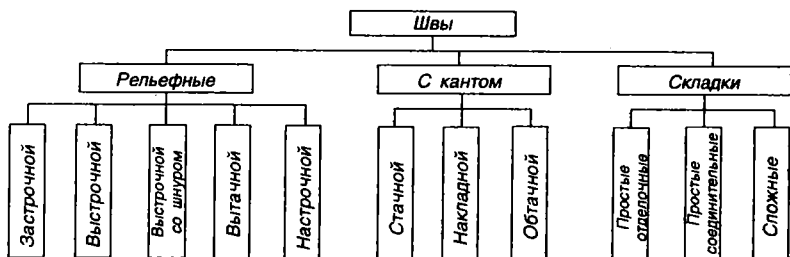 Швы
Рельефные
С кантом
Складки
Застрочной
Выстрочной
Выстрочной
со шнуром
Вытачной
Настрочной
Стачной
Накладной
Обтачной
Простые
отделочные
Простые
соединительные
Сложные